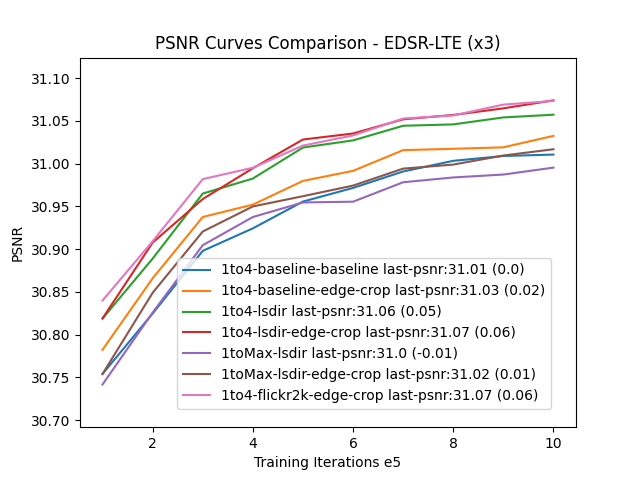 PSNR Curves Comparison - EDSR-LTE (x3)
31.10
31.05
31.00
30.95
30.90
30.85
30.80
30.75
30.70
PSNR
1to4-baseline-baseline last-psnr:31.01 (0.0)
1to4-baseline-edge-crop last-psnr:31.03 (0.02)
1to4-lsdir last-psnr:31.06 (0.05)
1to4-lsdir-edge-crop last-psnr:31.07 (0.06)
1toMax-lsdir last-psnr:31.0 (-0.01)
1toMax-lsdir-edge-crop last-psnr:31.02 (0.01)
1to4-flickr2k-edge-crop last-psnr:31.07 (0.06)
2 4 6 8 10
Training Iterations e5